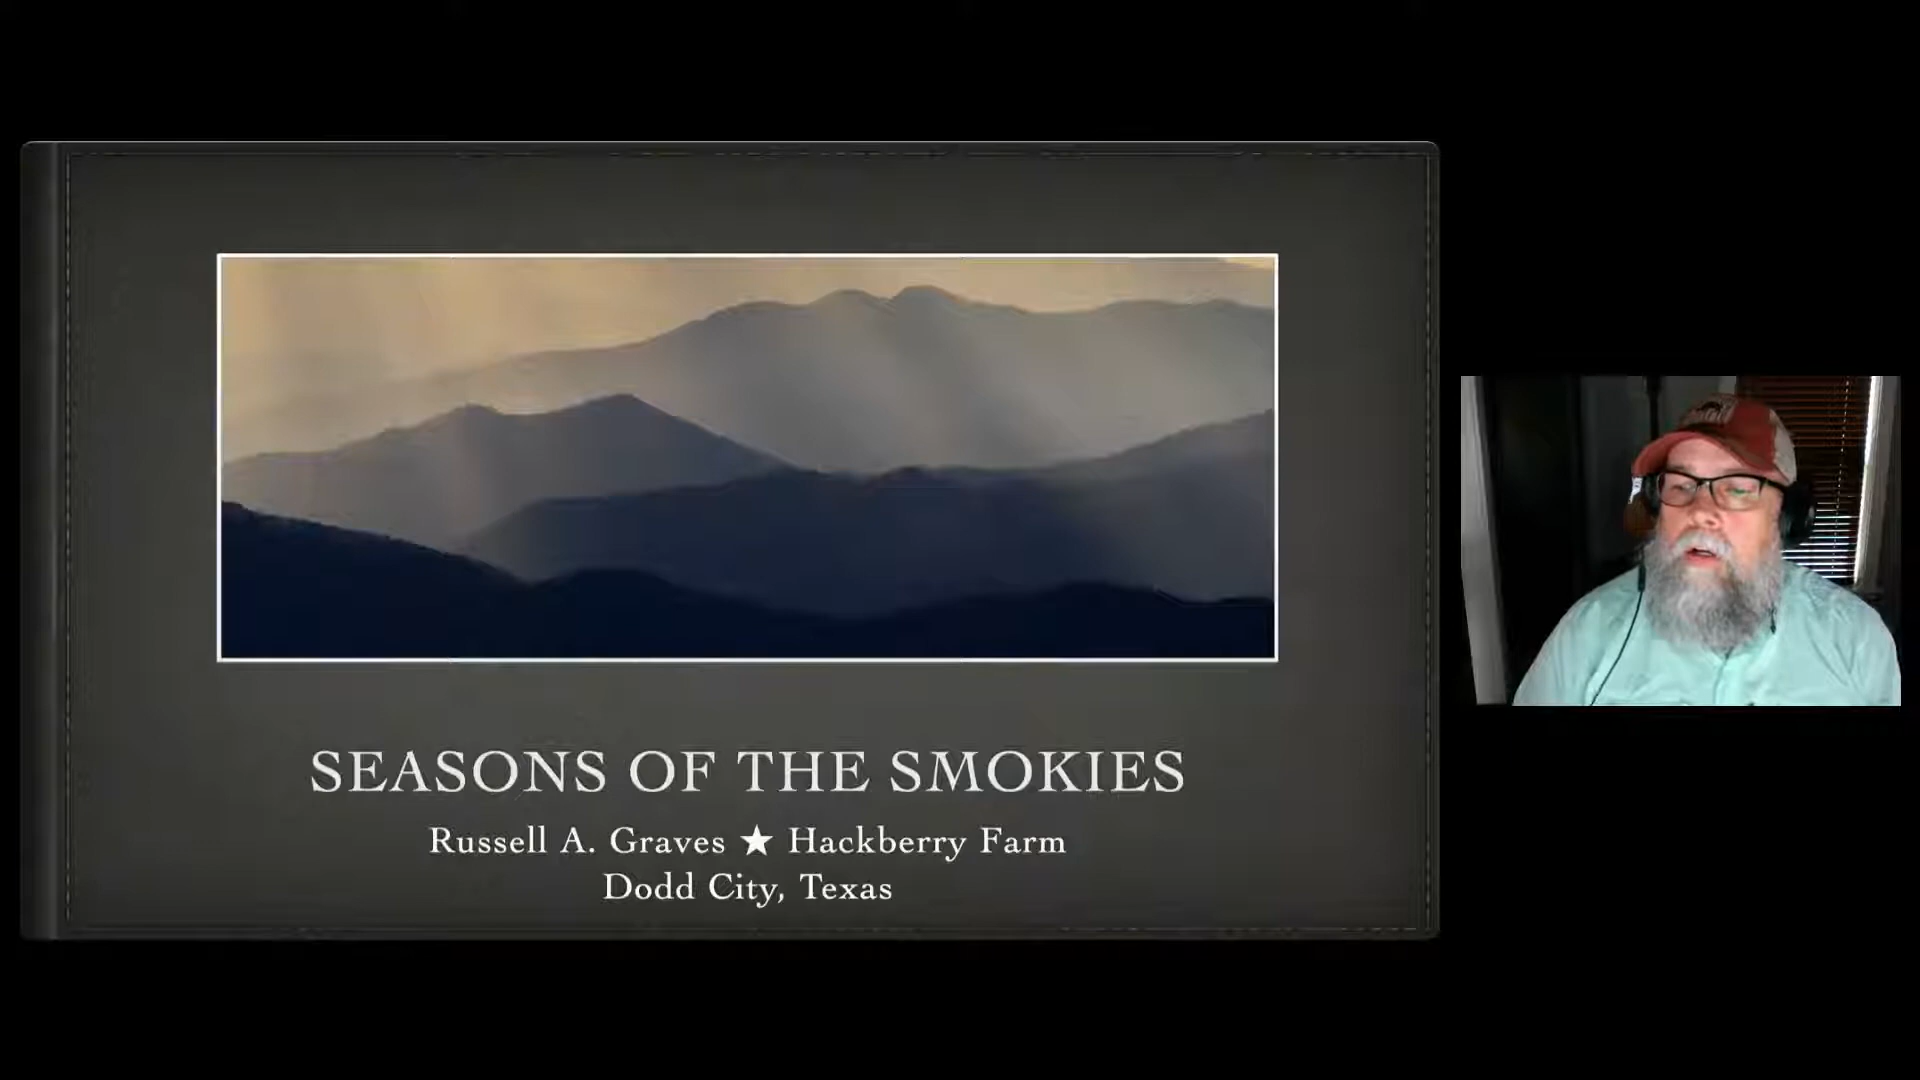 SEASONS OF THE SMOKIES
Russell A. Graves ★ Hackberry Farm
Dodd City, Texas